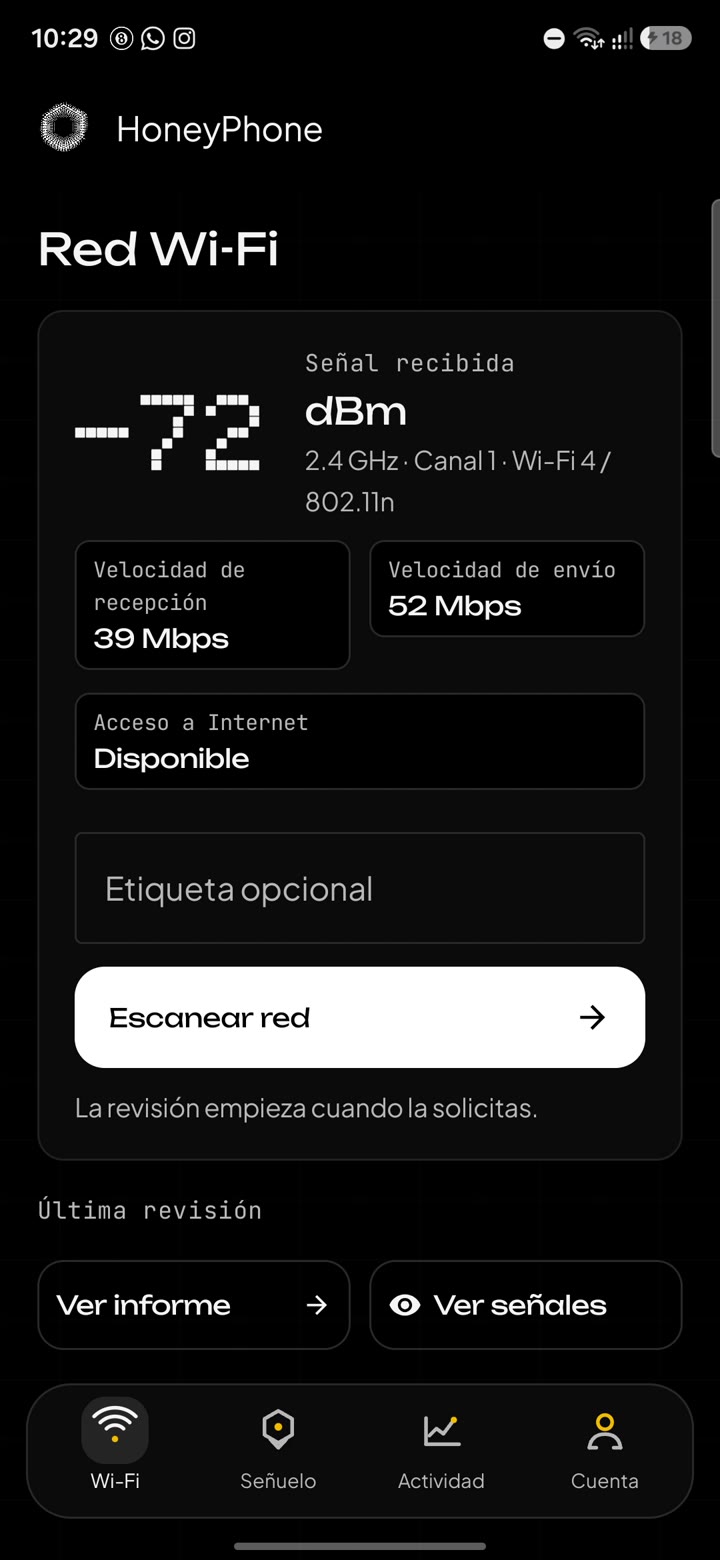 10:29
18
HoneyPhone
Red Wi-Fi
-72
Señal recibida
dBm
2.4 GHz · Canal 1 · Wi-Fi 4 /
802.11n
Velocidad de
recepción
39 Mbps
Velocidad de envío
52 Mbps
Acceso a Internet
Disponible
Etiqueta opcional
Escanear red
La revisión empieza cuando la solicitas.
Última revisión
Ver informe
Ver señales
Wi-Fi
Señuelo
Actividad
Cuenta